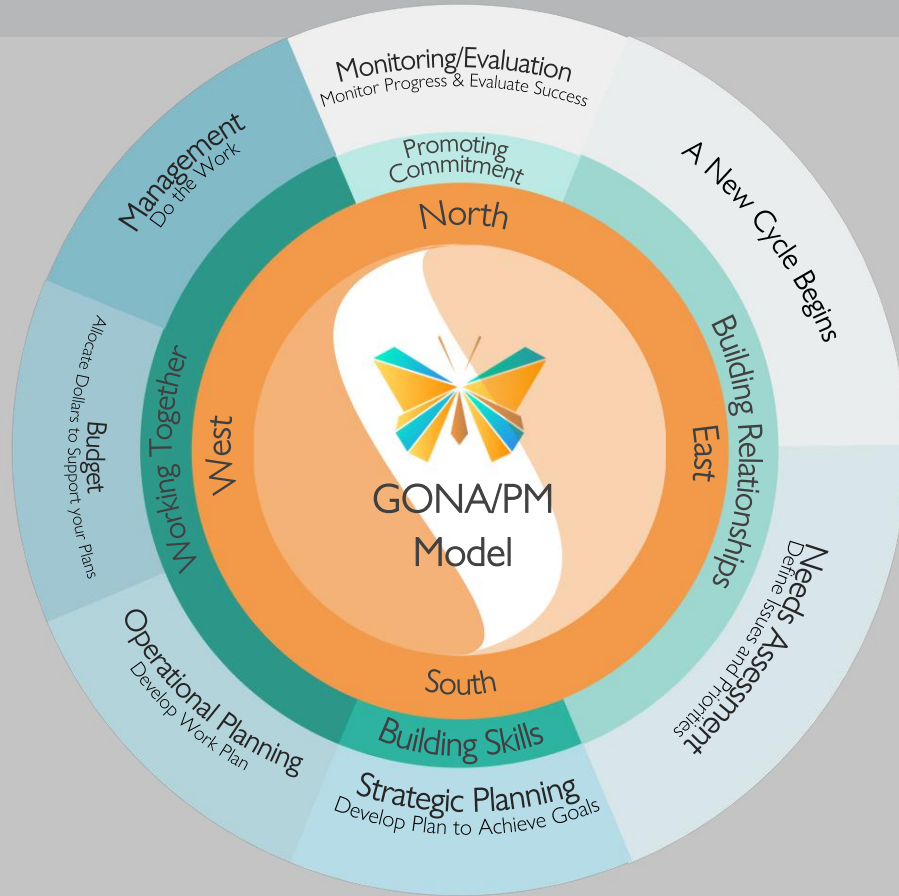 Monitoring/Evaluation
Monitor Progress & Evaluate Success
Promoting
Commitment
North
A New Cycle Begins
Building Relationships
East
Needs Assessment
Define Issues and Priorities
South
Building Skills
Strategic Planning
Develop Plan to Achieve Goals
Operational Planning
Develop Work Plan
Budget
Allocate Dollars to Support your Plans
Management
Do the Work
Working Together
West
GONA/PM
Model